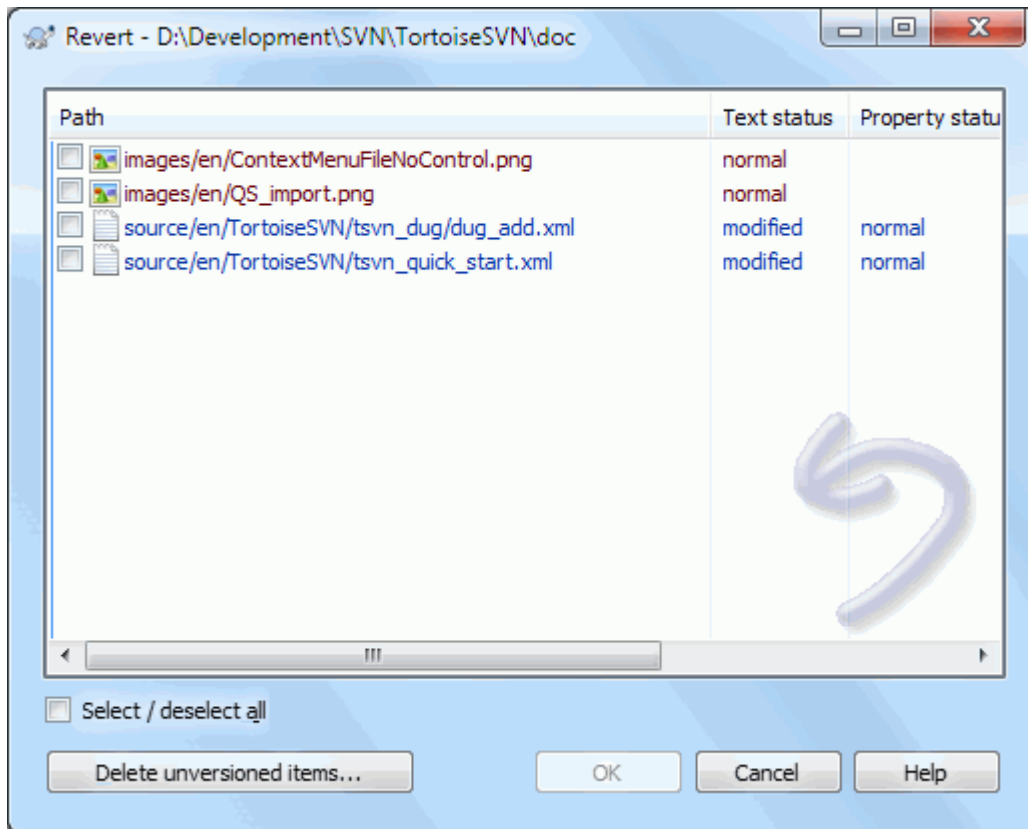 Revert - D:\Development\SVN\TortoiseSVN\doc
Path Text status Property statu
images/en/ContextMenuFileNoControl.png normal
images/en/QS_import.png normal
source/en/TortoiseSVN/tsvn_dug/dug_add.xml modified normal
source/en/TortoiseSVN/tsvn_quick_start.xml modified normal
Select / deselect all
Delete unversioned items... OK Cancel Help